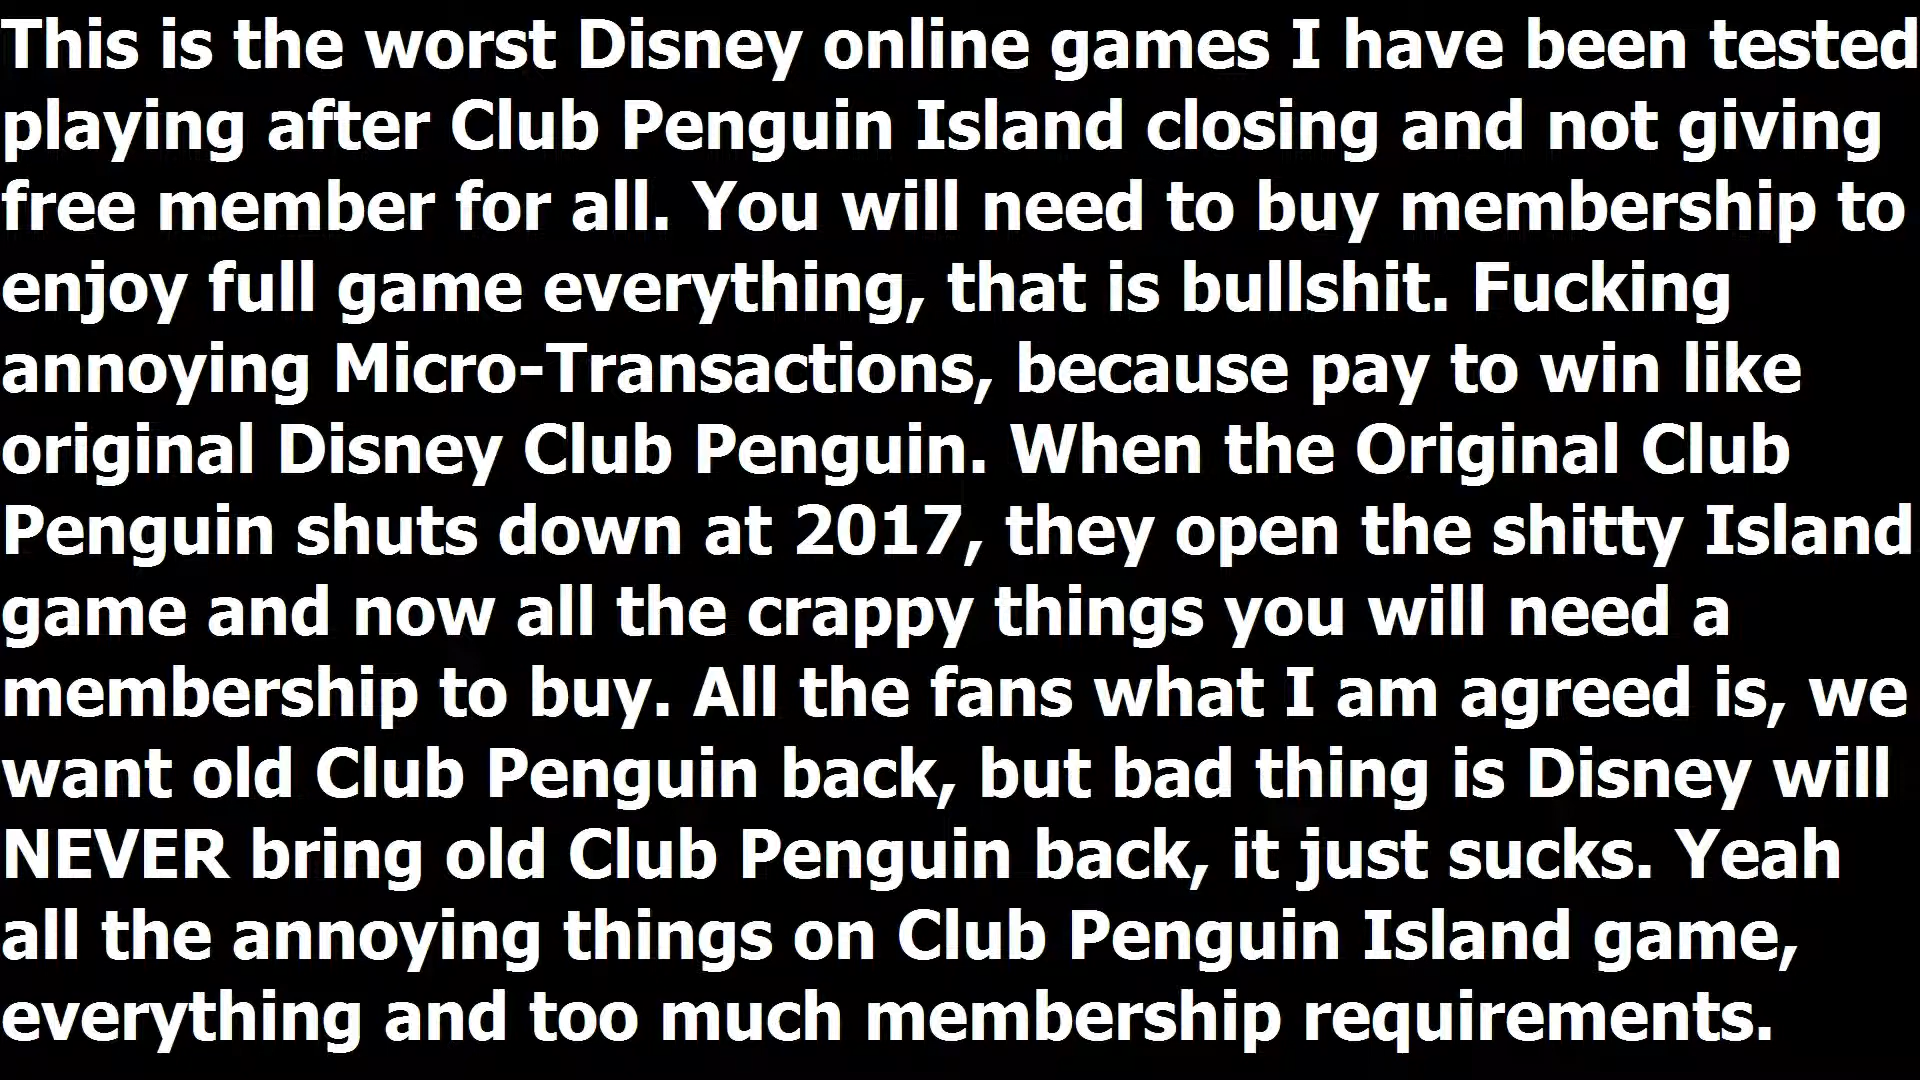 This is the worst Disney online games I have been tested
playing after Club Penguin Island closing and not giving
free member for all. You will need to buy membership to
enjoy full game everything, that is bullshit. Fucking
annoying Micro-Transactions, because pay to win like
original Disney Club Penguin. When the Original Club
Penguin shuts down at 2017, they open the shitty Island
game and now all the crappy things you will need a
membership to buy. All the fans what I am agreed is, we
want old Club Penguin back, but bad thing is Disney will
NEVER bring old Club Penguin back, it just sucks. Yeah
all the annoying things on Club Penguin Island game,
everything and too much membership requirements.